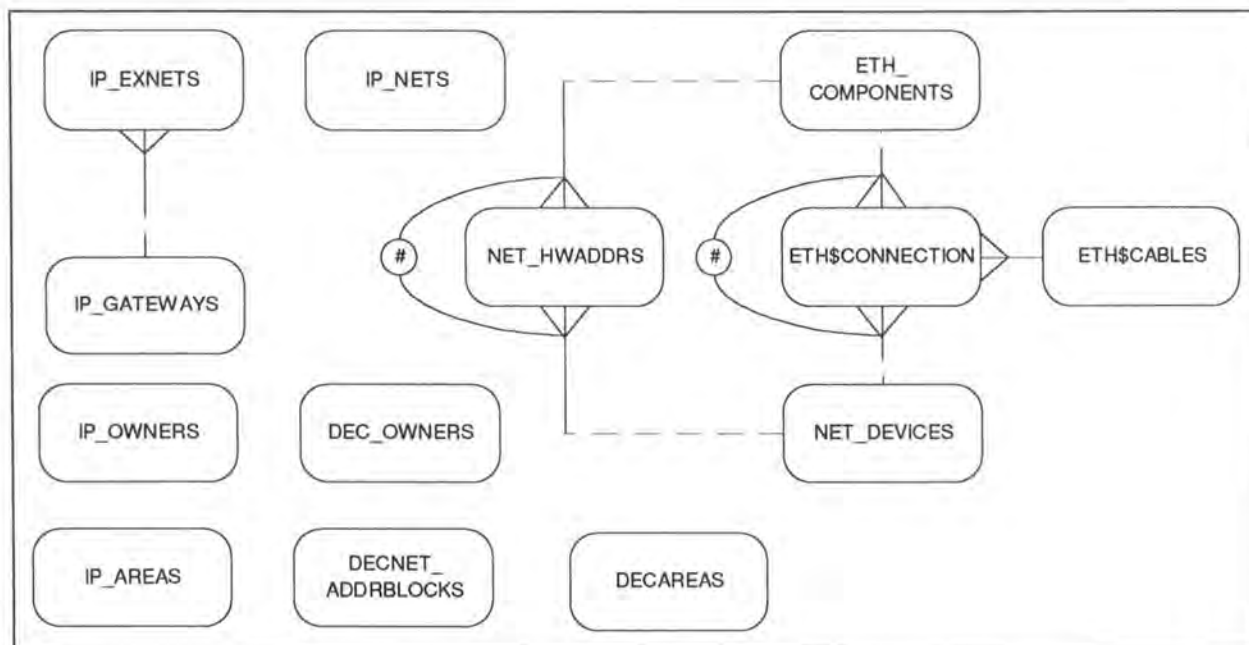 IP_EXNETS
IP_NETS
ETH_
COMPONENTS
#
NET_HWADDRS
#
ETH$CONNECTION
ETH$CABLES
IP_GATEWAYS
IP_OWNERS
DEC_OWNERS
NET_DEVICES
IP_AREAS
DECNET_
ADDRBLOCKS
DECAREAS